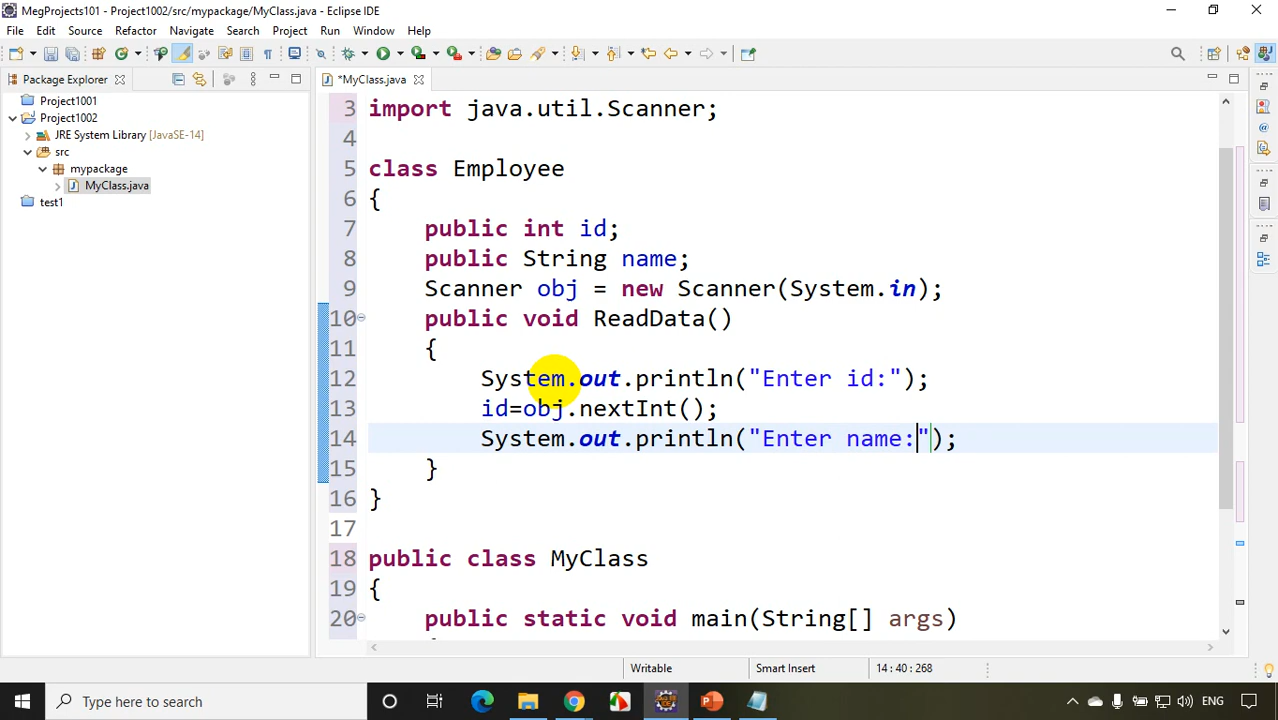 MegProjects101 - Project1002/src/mypackage/MyClass.java - Eclipse IDE
File Edit Source Refactor Navigate Search Project Run Window Help
Package Explorer
*MyClass.java
Project1001
Project1002
JRE System Library [JavaSE-14]
src
mypackage
MyClass.java
test1
3 import java.util.Scanner;
4
5 class Employee
6 {
7 public int id;
8 public String name;
9 Scanner obj = new Scanner(System.in);
10 public void ReadData()
11 {
12 System.out.println("Enter id:");
13 id=obj.nextInt();
14 System.out.println("Enter name:");
15 }
16 }
17
18 public class MyClass
19 {
20 public static void main(String[] args)
Writable Smart Insert 14 : 40 : 268
Type here to search
ENG